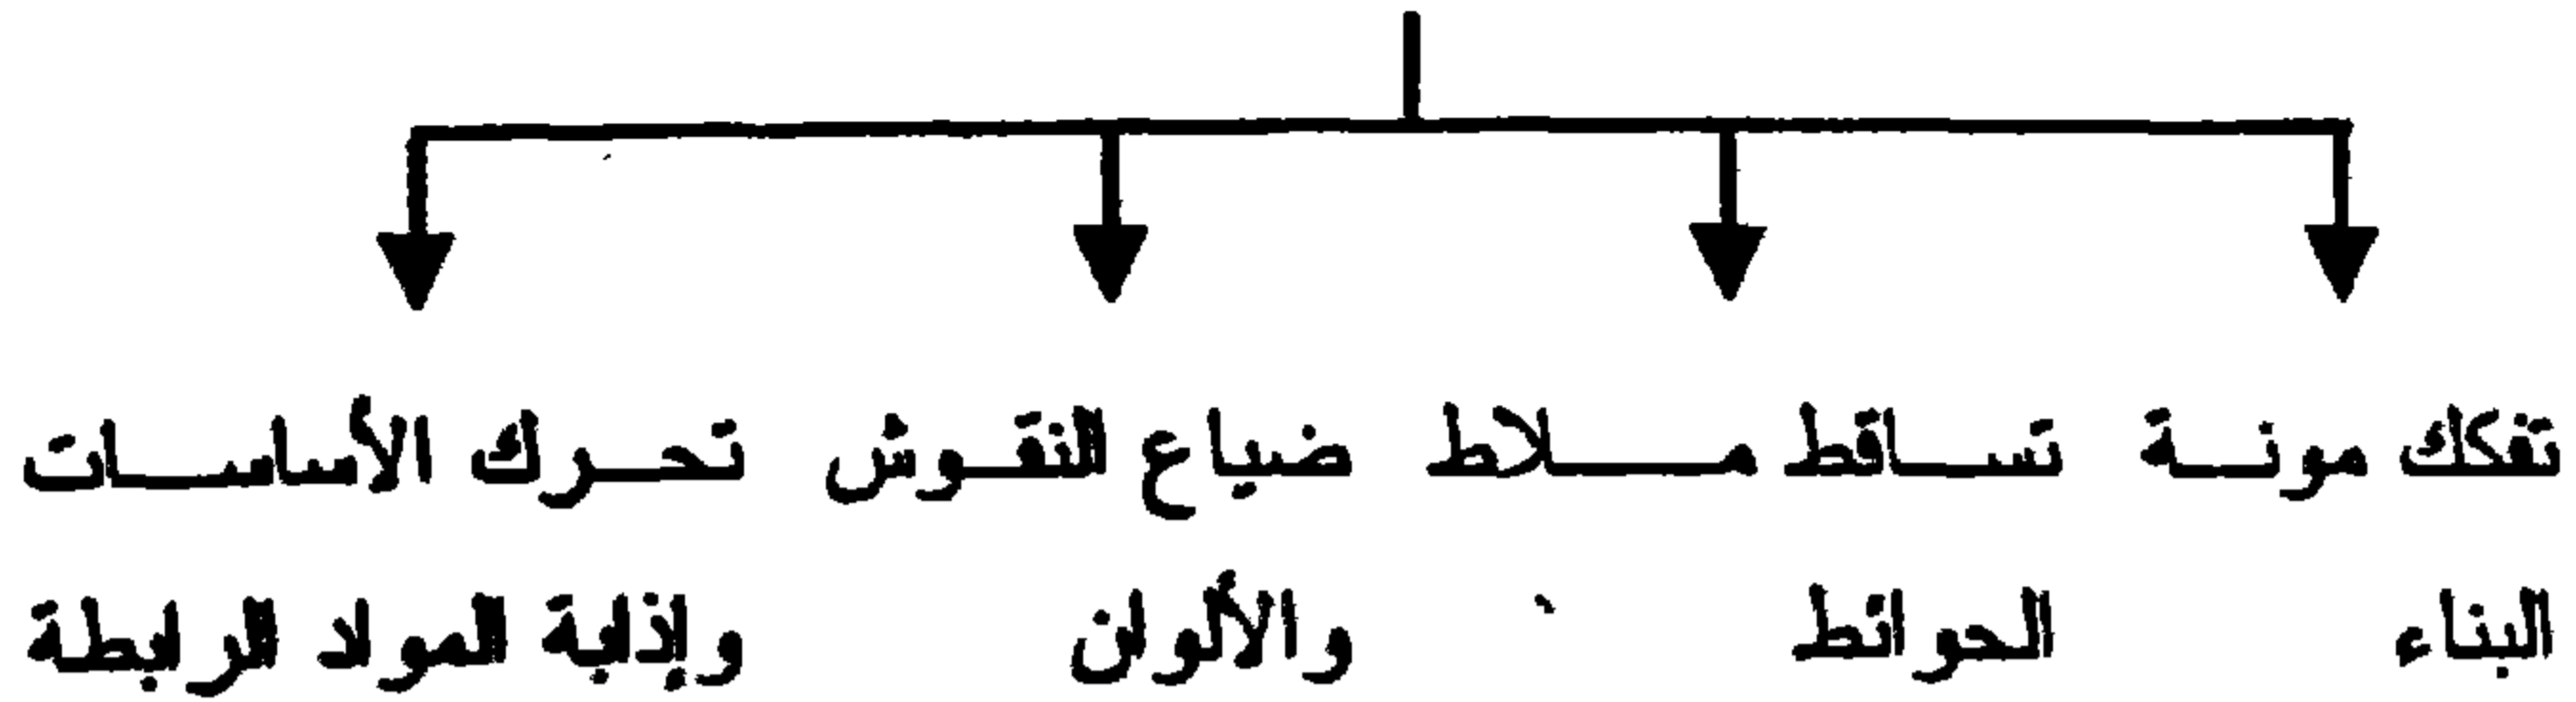 تفكك مونة
البناء
تساقط ملاط
الحوائط
ضياع النقوش
والألوان
تحرك الأساسات
وإذابة المواد الرابطة